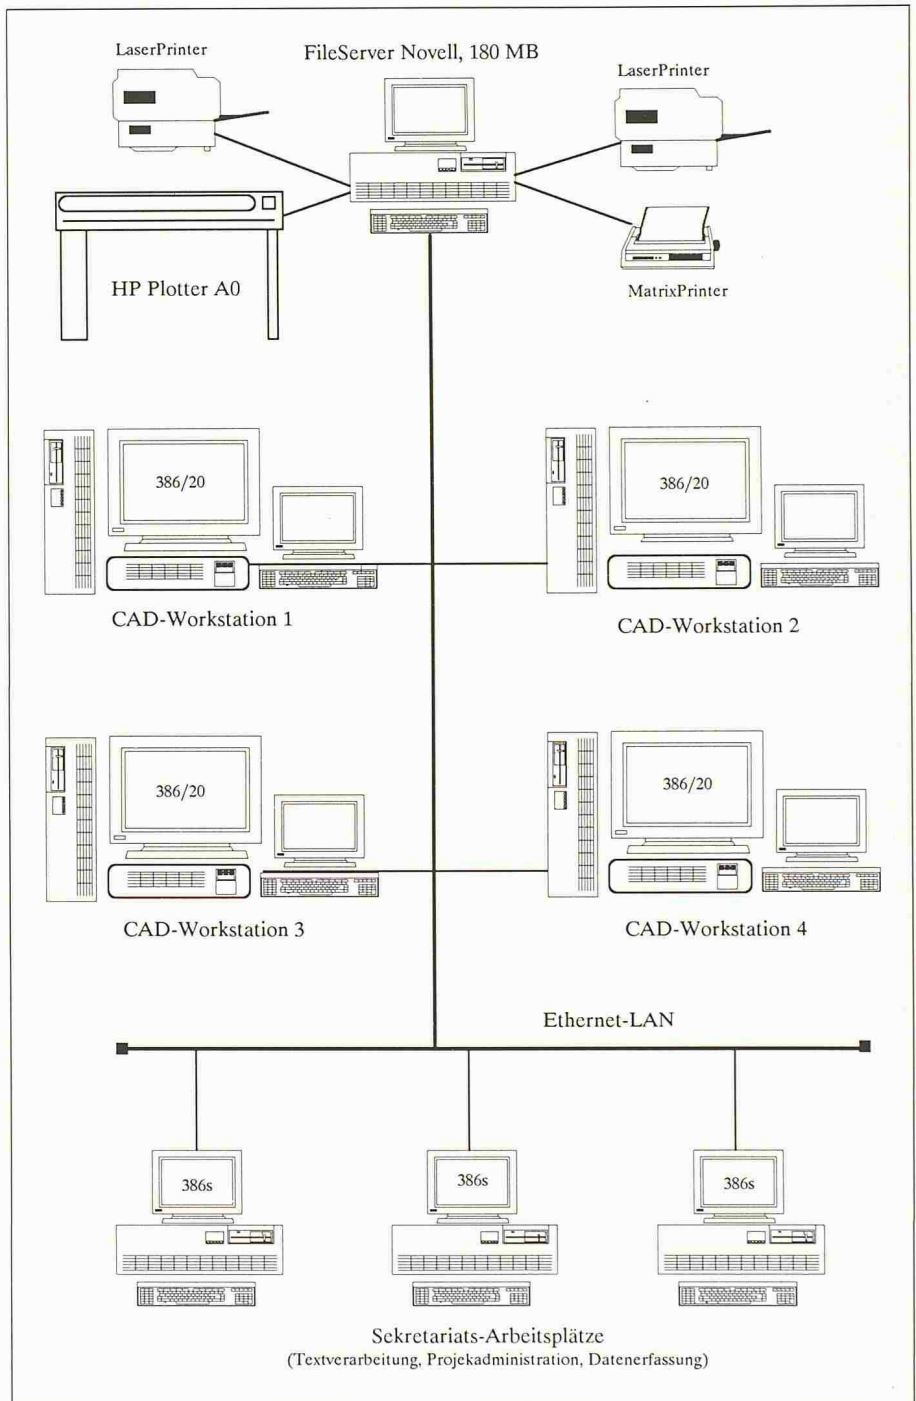 LaserPrinter
FileServer Novell, 180 MB
LaserPrinter
HP Plotter A0
MatrixPrinter
386/20
386/20
CAD-Workstation 1
CAD-Workstation 2
386/20
386/20
CAD-Workstation 3
CAD-Workstation 4
Ethernet-LAN
386s
386s
386s
Sekretariats-Arbeitsplätze
(Textverarbeitung, Projekadministration, Datenerfassung)